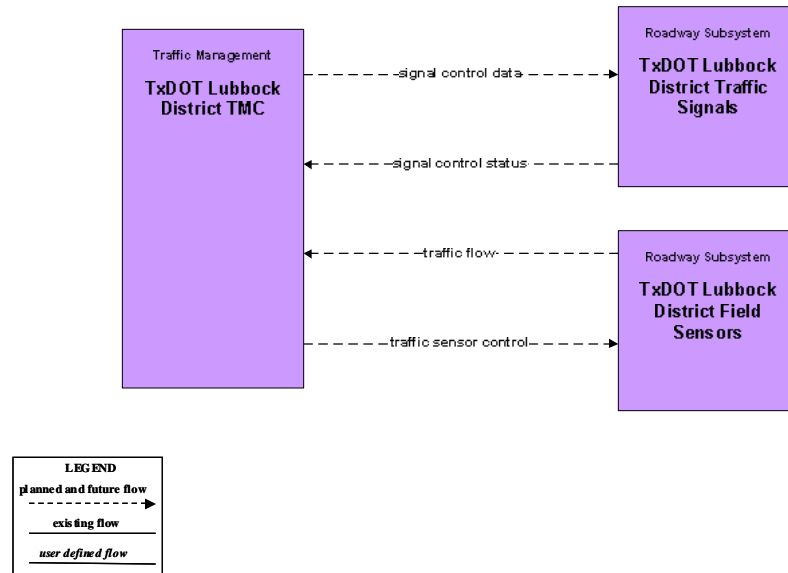 Traffic Management
TxDOT Lubbock
District TMC
signal control data
signal control status
traffic flow
traffic sensor control
Roadway Subsystem
TxDOT Lubbock
District Traffic
Signals
Roadway Subsystem
TxDOT Lubbock
District Field
Sensors
LEGEND
planned and future flow
existing flow
user defined flow